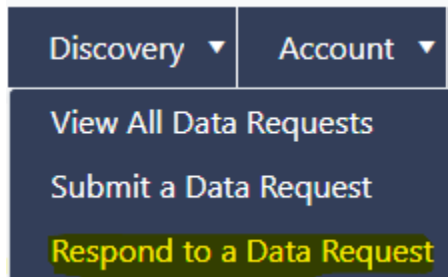 Discovery ▼ Account ▼
View All Data Requests
Submit a Data Request
Respond to a Data Request